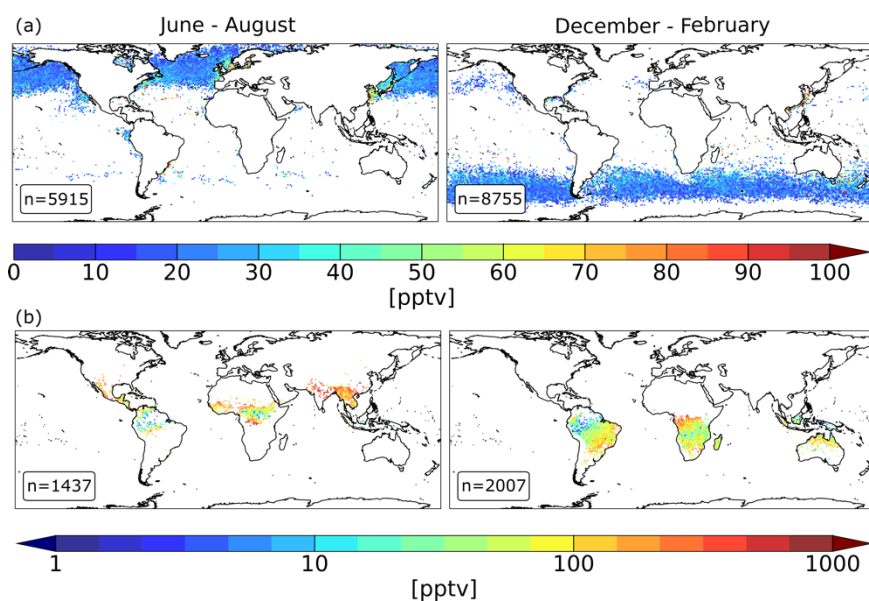 (a) June - August December - February
n=5915 n=8755
0 10 20 30 40 50 60 70 80 90 100
[pptv]
(b)
n=1437 n=2007
1 10 100 1000
[pptv]